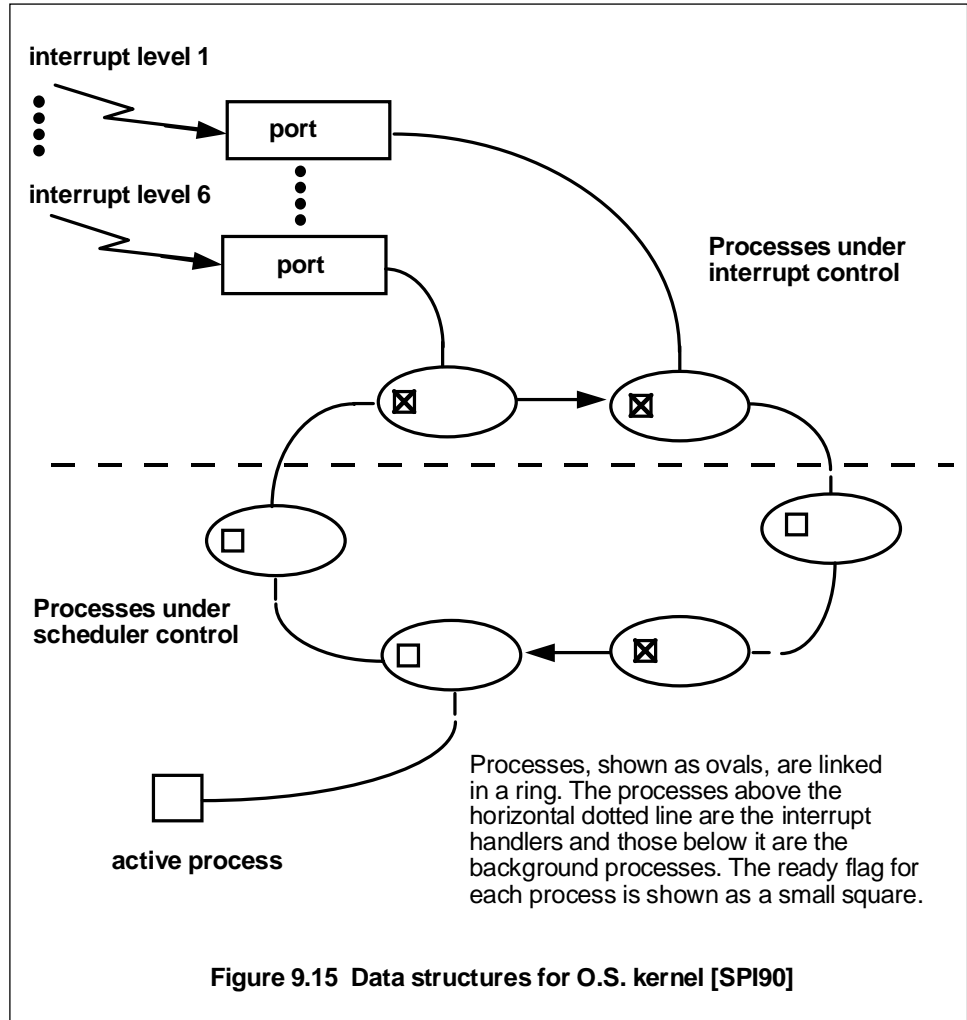 interrupt level 1
port
interrupt level 6
port
Processes under
interrupt control
Processes under
scheduler control
active process
Processes, shown as ovals, are linked
in a ring. The processes above the
horizontal dotted line are the interrupt
handlers and those below it are the
background processes. The ready flag for
each process is shown as a small square.
Figure 9.15 Data structures for O.S. kernel [SPI90]